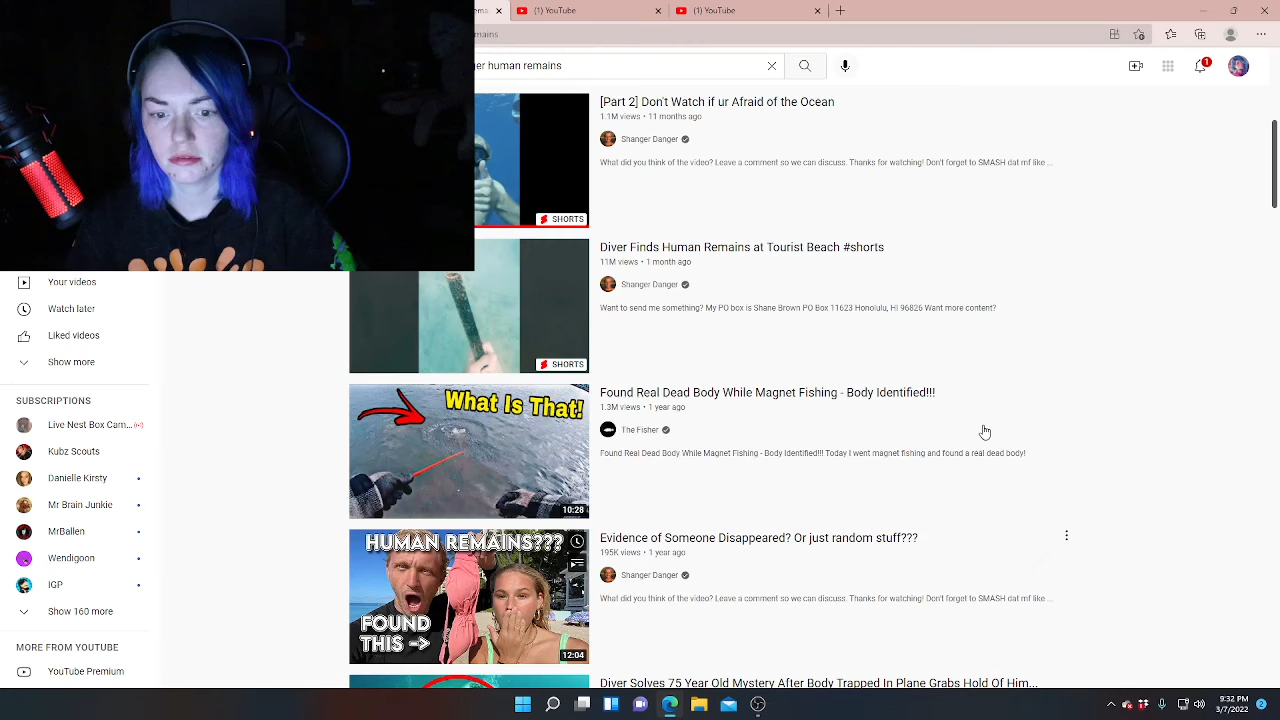 (1) YouTube
(1) YouTube
mains
er human remains
1
[Part 2] Don't Watch if ur Afraid of the Ocean
1.1M views • 11 months ago
Shanger Danger
What did you think of the video? Leave a comment so we can discuss. Thanks for watching! Don't forget to SMASH dat mf like ...
SHORTS
Diver Finds Human Remains at Tourist Beach #shorts
11M views • 1 month ago
Shanger Danger
Want to send me something? My PO box is Shane Brown PO Box 11623 Honolulu, HI 96826 Want more content?
SHORTS
Your videos
Watch later
Liked videos
Show more
SUBSCRIPTIONS
Live Nest Box Cam...
Kubz Scouts
Danielle Kirsty
Mr Brain Junkie
MrBallen
Wendigoon
IGP
Show 160 more
MORE FROM YOUTUBE
YouTube Premium
What Is That!
10:28
Found Real Dead Body While Magnet Fishing - Body Identified!!!
1.3M views • 1 year ago
The Fisher
Found Real Dead Body While Magnet Fishing - Body Identified!!! Today I went magnet fishing and found a real dead body!
HUMAN REMAINS???
FOUND
THIS →
12:04
Evidence of Someone Disappeared? Or just random stuff???
195K views • 1 year ago
Shanger Danger
What did you think of the video? Leave a comment so we can discuss. Thanks for watching! Don't forget to SMASH dat mf like ...
Diver Solves 75 Year Old Mystery After Body Trapped In Plane Grabs Hold Of Him...
9:32 PM
3/7/2022
2